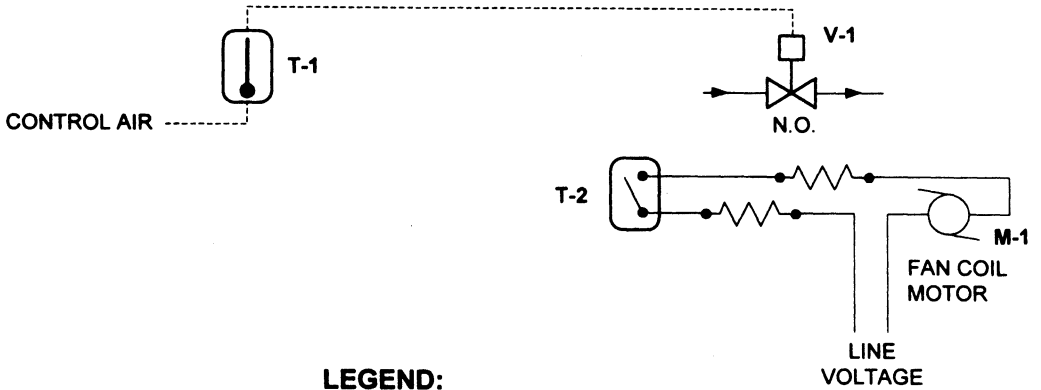 V-1
T-1
CONTROL AIR
N.O.
T-2
M-1
FAN COIL
MOTOR
LINE
VOLTAGE
LEGEND: